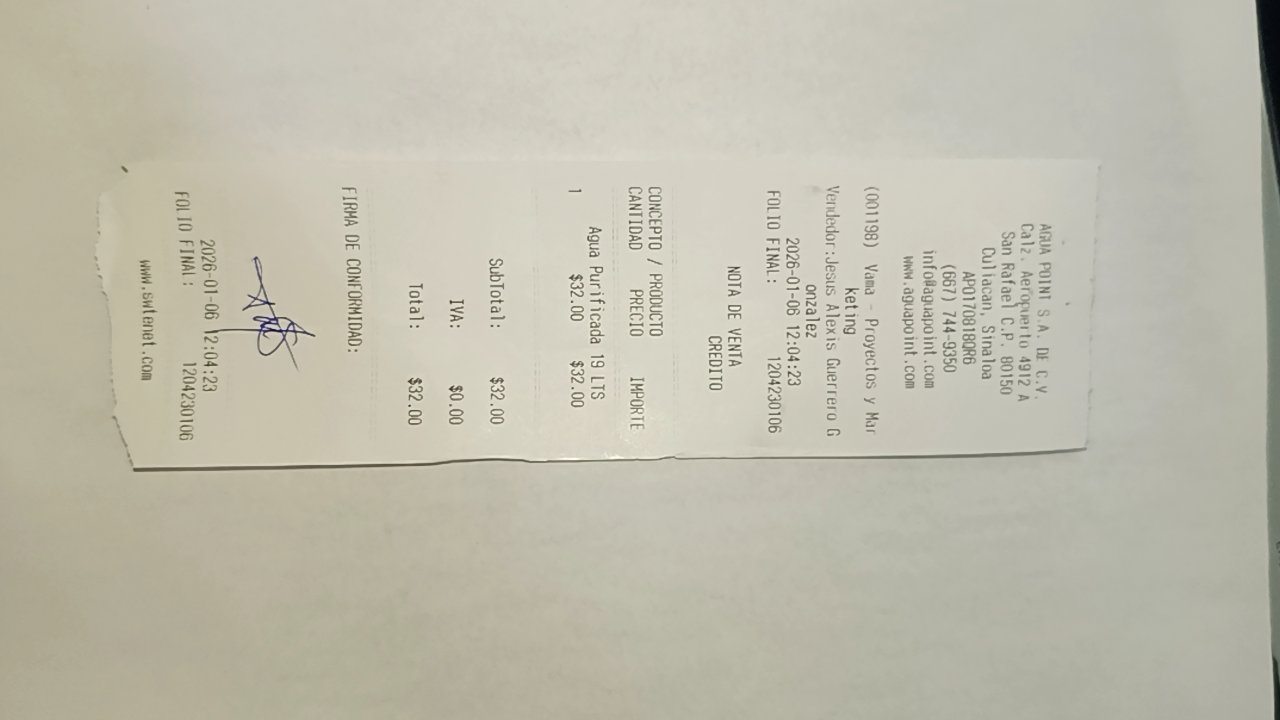 AGUA POINT S.A. DE C.V.
Calz. Aeropuerto 4912 A
San Rafael C.P. 80150
Culiacan, Sinaloa
APO170818QR6
(667) 744-9350
info@aguapoint.com
www.aguapoint.com
(001198) Vama - Proyectos y Mar
keting
Vendedor:Jesus Alexis Guerrero G
onzalez
2026-01-06 12:04:23
FOLIO FINAL: 1204230106
NOTA DE VENTA
CREDITO
CONCEPTO / PRODUCTO
CANTIDAD PRECIO IMPORTE
Agua Purificada 19 LTS
1 $32.00 $32.00
SubTotal: $32.00
IVA: $0.00
Total: $32.00
FIRMA DE CONFORMIDAD:
2026-01-06 12:04:23
FOLIO FINAL: 1204230106
www.swtenet.com